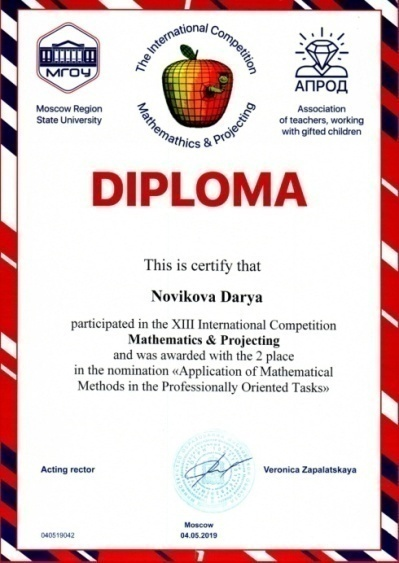 МГОУ
Moscow Region
State University
The International Competition
Mathemathics & Projecting
АПРОД
Association
of teachers, working
with gifted children
DIPLOMA
This is certify that
Novikova Darya
participated in the XIII International Competition
Mathematics & Projecting
and was awarded with the 2 place
in the nomination «Application of Mathematical
Methods in the Professionally Oriented Tasks»
Acting rector
Veronica Zapalatskaya
Moscow
04.05.2019
040519042